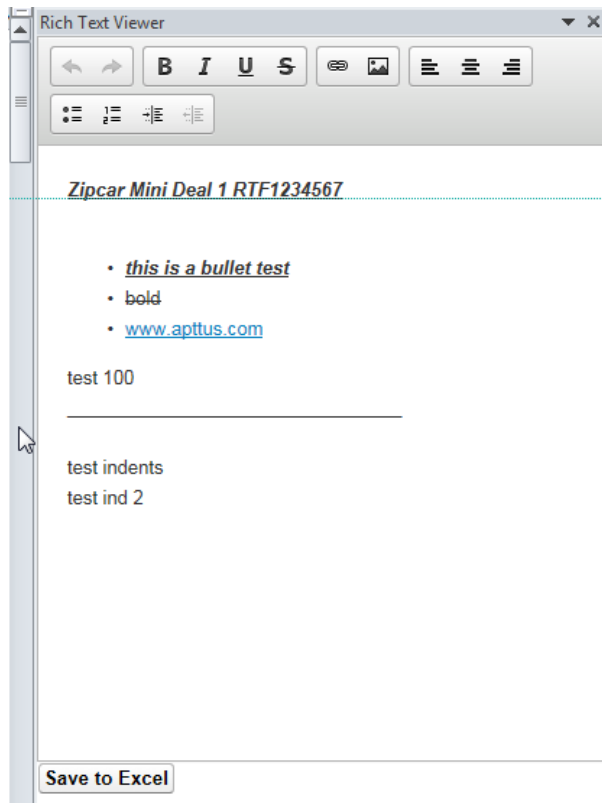 Rich Text Viewer
B I U S
Zipcar Mini Deal 1 RTF1234567
• this is a bullet test
• bold
• www.apttus.com
test 100
test indents
test ind 2
Save to Excel